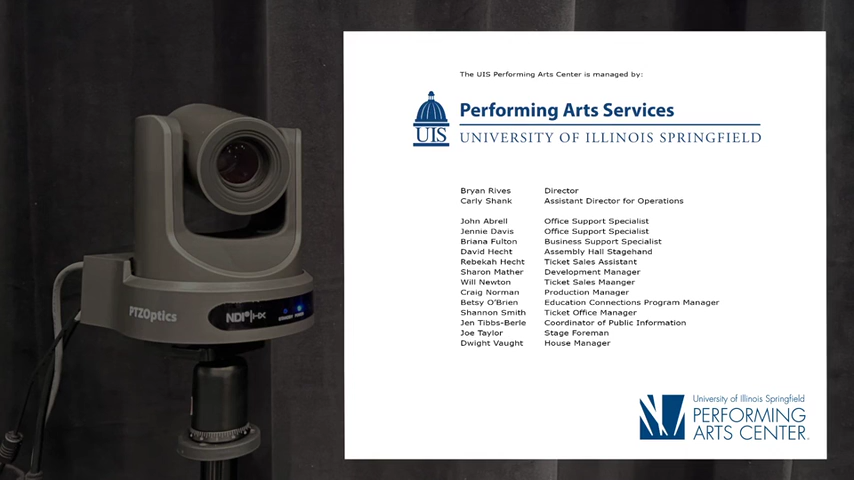 The UIS Performing Arts Center is managed by:
UIS
Performing Arts Services
UNIVERSITY OF ILLINOIS SPRINGFIELD
Bryan Rives Director
Carly Shank Assistant Director for Operations
John Abrell Office Support Specialist
Jennie Davis Office Support Specialist
Briana Fulton Business Support Specialist
David Hecht Assembly Hall Stagehand
Rebekah Hecht Ticket Sales Assistant
Sharon Mather Development Manager
Will Newton Ticket Sales Maanger
Craig Norman Production Manager
Betsy O'Brien Education Connections Program Manager
Shannon Smith Ticket Office Manager
Jen Tibbs-Berle Coordinator of Public Information
Joe Taylor Stage Foreman
Dwight Vaught House Manager
University of Illinois Springfield
PERFORMING
ARTS CENTER.
PTZOptics
NDI®|HX
STANDBY POWER